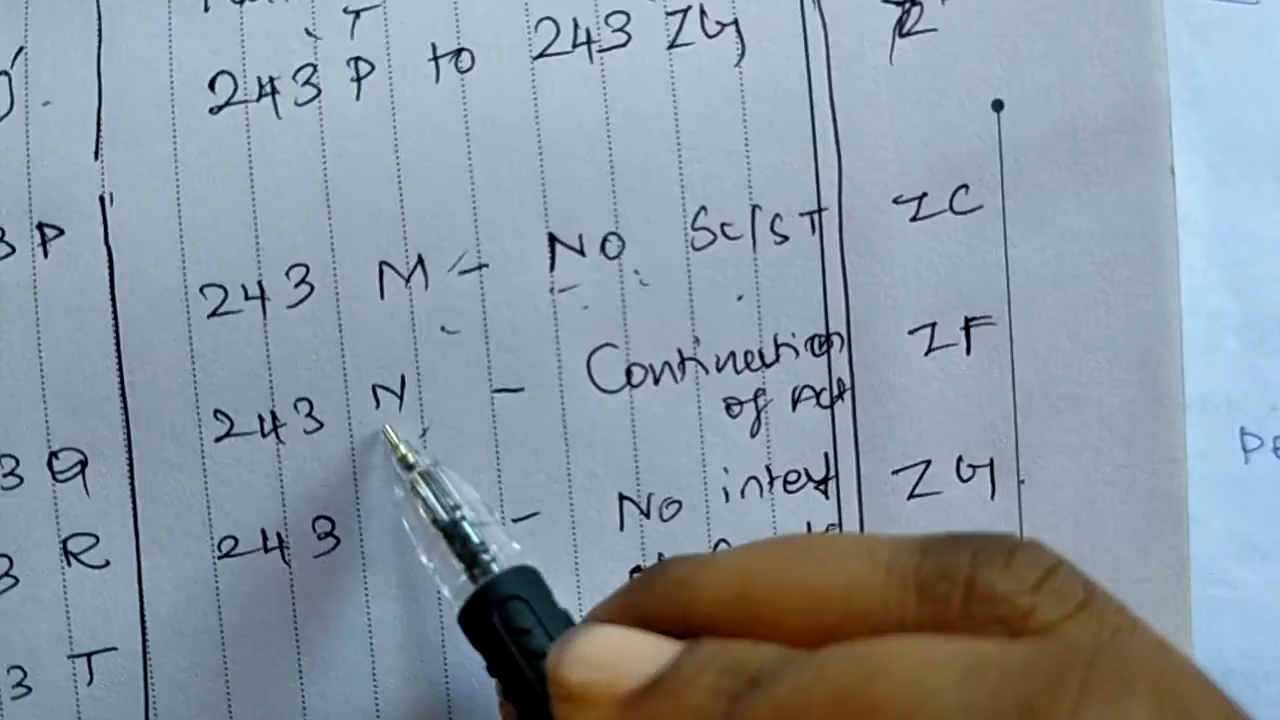 T
243 P to 243 ZG
3 P
243 M - No SC/ST ZC
243 N - Continuation of Act ZF
3 Q
243 - No interf ZG
3 R
3 T